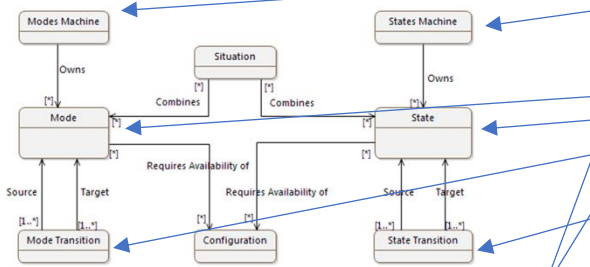 Modes Machine
States Machine
Situation
Owns
Owns
[*]
[*]
[*]
[*]
Combines
Combines
Mode
[*]
[*]
State
[*]
[*]
Requires Availability of
Requires Availability of
Source
Target
Source
Target
[1..*]
[1..*]
[*]
[*]
[1..*]
[1..*]
Mode Transition
Configuration
State Transition